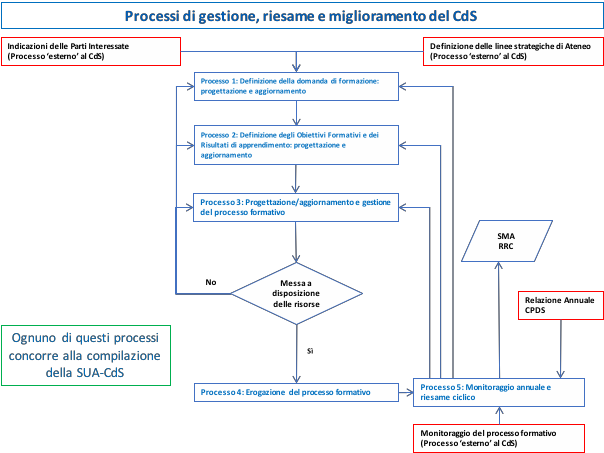 Processi di gestione, riesame e miglioramento del CdS
Indicazioni delle Parti Interessate
(Processo ‘esterno’ al CdS)
Definizione delle linee strategiche di Ateneo
(Processo ‘esterno’ al CdS)
Processo 1: Definizione della domanda di formazione:
progettazione e aggiornamento
Processo 2: Definizione degli Obiettivi Formativi e dei
Risultati di apprendimento: progettazione e
aggiornamento
Processo 3: Progettazione/aggiornamento e gestione
del processo formativo
SMA
RRC
No
Messa a
disposizione
delle risorse
Relazione Annuale
CPDS
Ognuno di questi processi
concorre alla compilazione
della SUA-CdS
Sì
Processo 4: Erogazione del processo formativo
Processo 5: Monitoraggio annuale e
riesame ciclico
Monitoraggio del processo formativo
(Processo ‘esterno’ al CdS)